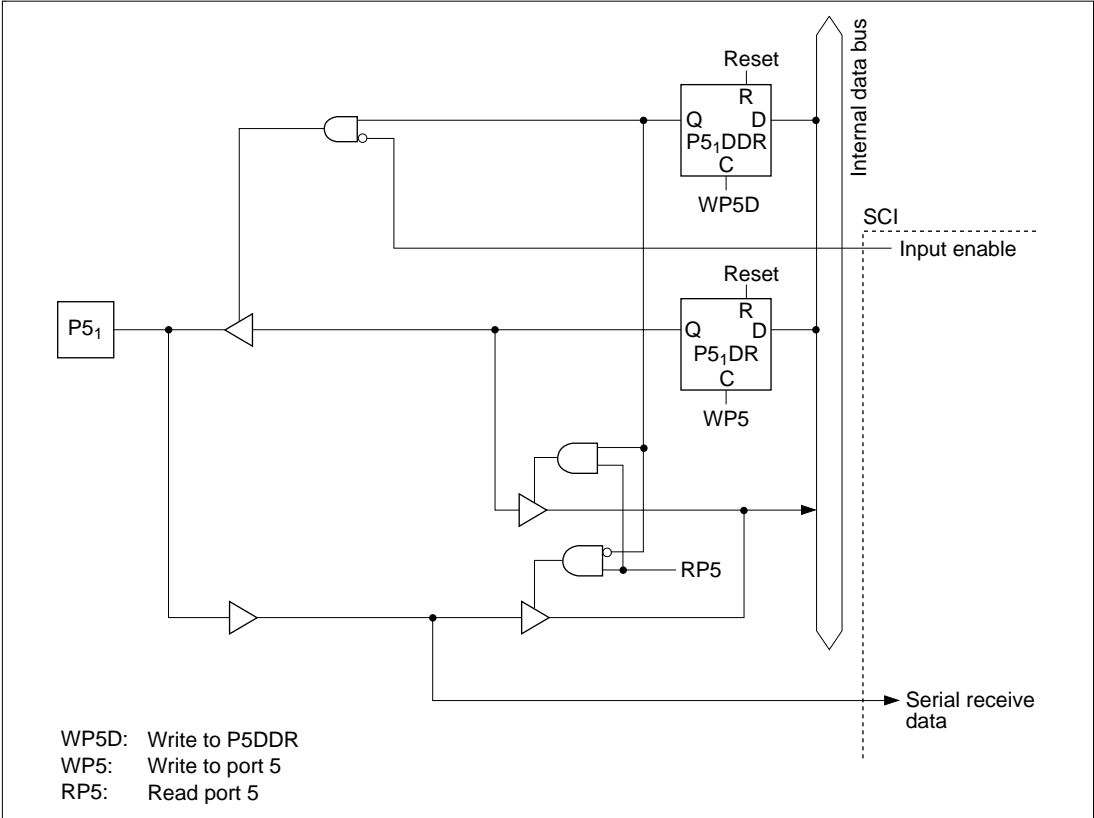 Reset
R
Q D
P5₁DDR
C
WP5D
Internal data bus
SCI
Input enable
Reset
R
Q D
P5₁DR
C
WP5
P5₁
RP5
Serial receive
data
WP5D: Write to P5DDR
WP5: Write to port 5
RP5: Read port 5